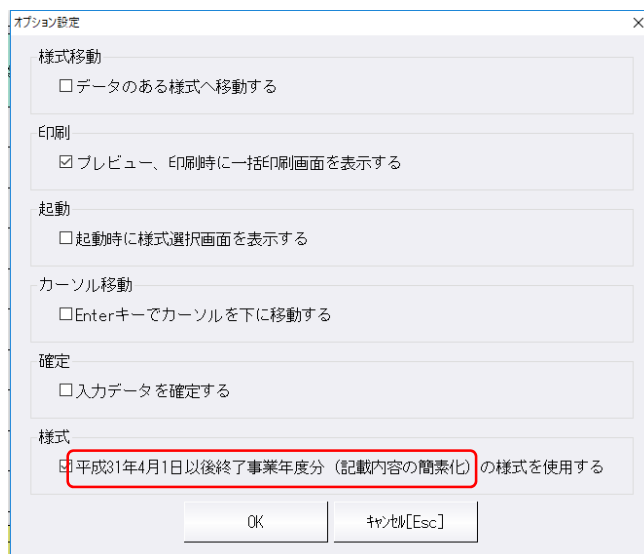 オプション設定
様式移動
データのある様式へ移動する
印刷
プレビュー、印刷時に一括印刷画面を表示する
起動
起動時に様式選択画面を表示する
カーソル移動
Enterキーでカーソルを下に移動する
確定
入力データを確定する
様式
平成31年4月1日以後終了事業年度分（記載内容の簡素化）の様式を使用する
OK
ｷｬﾝｾﾙ[Esc]